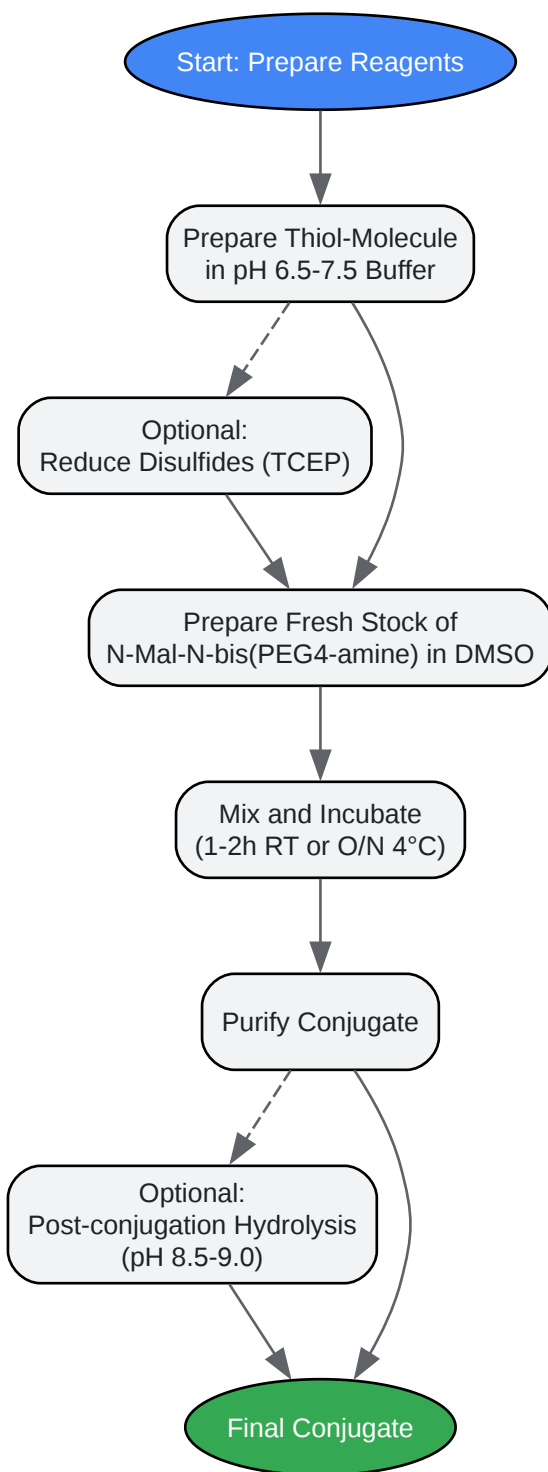 Start: Prepare Reagents
Prepare Thiol-Molecule
in pH 6.5-7.5 Buffer
Optional:
Reduce Disulfides (TCEP)
Prepare Fresh Stock of
N-Mal-N-bis(PEG4-amine) in DMSO
Mix and Incubate
(1-2h RT or O/N 4°C)
Purify Conjugate
Optional:
Post-conjugation Hydrolysis
(pH 8.5-9.0)
Final Conjugate